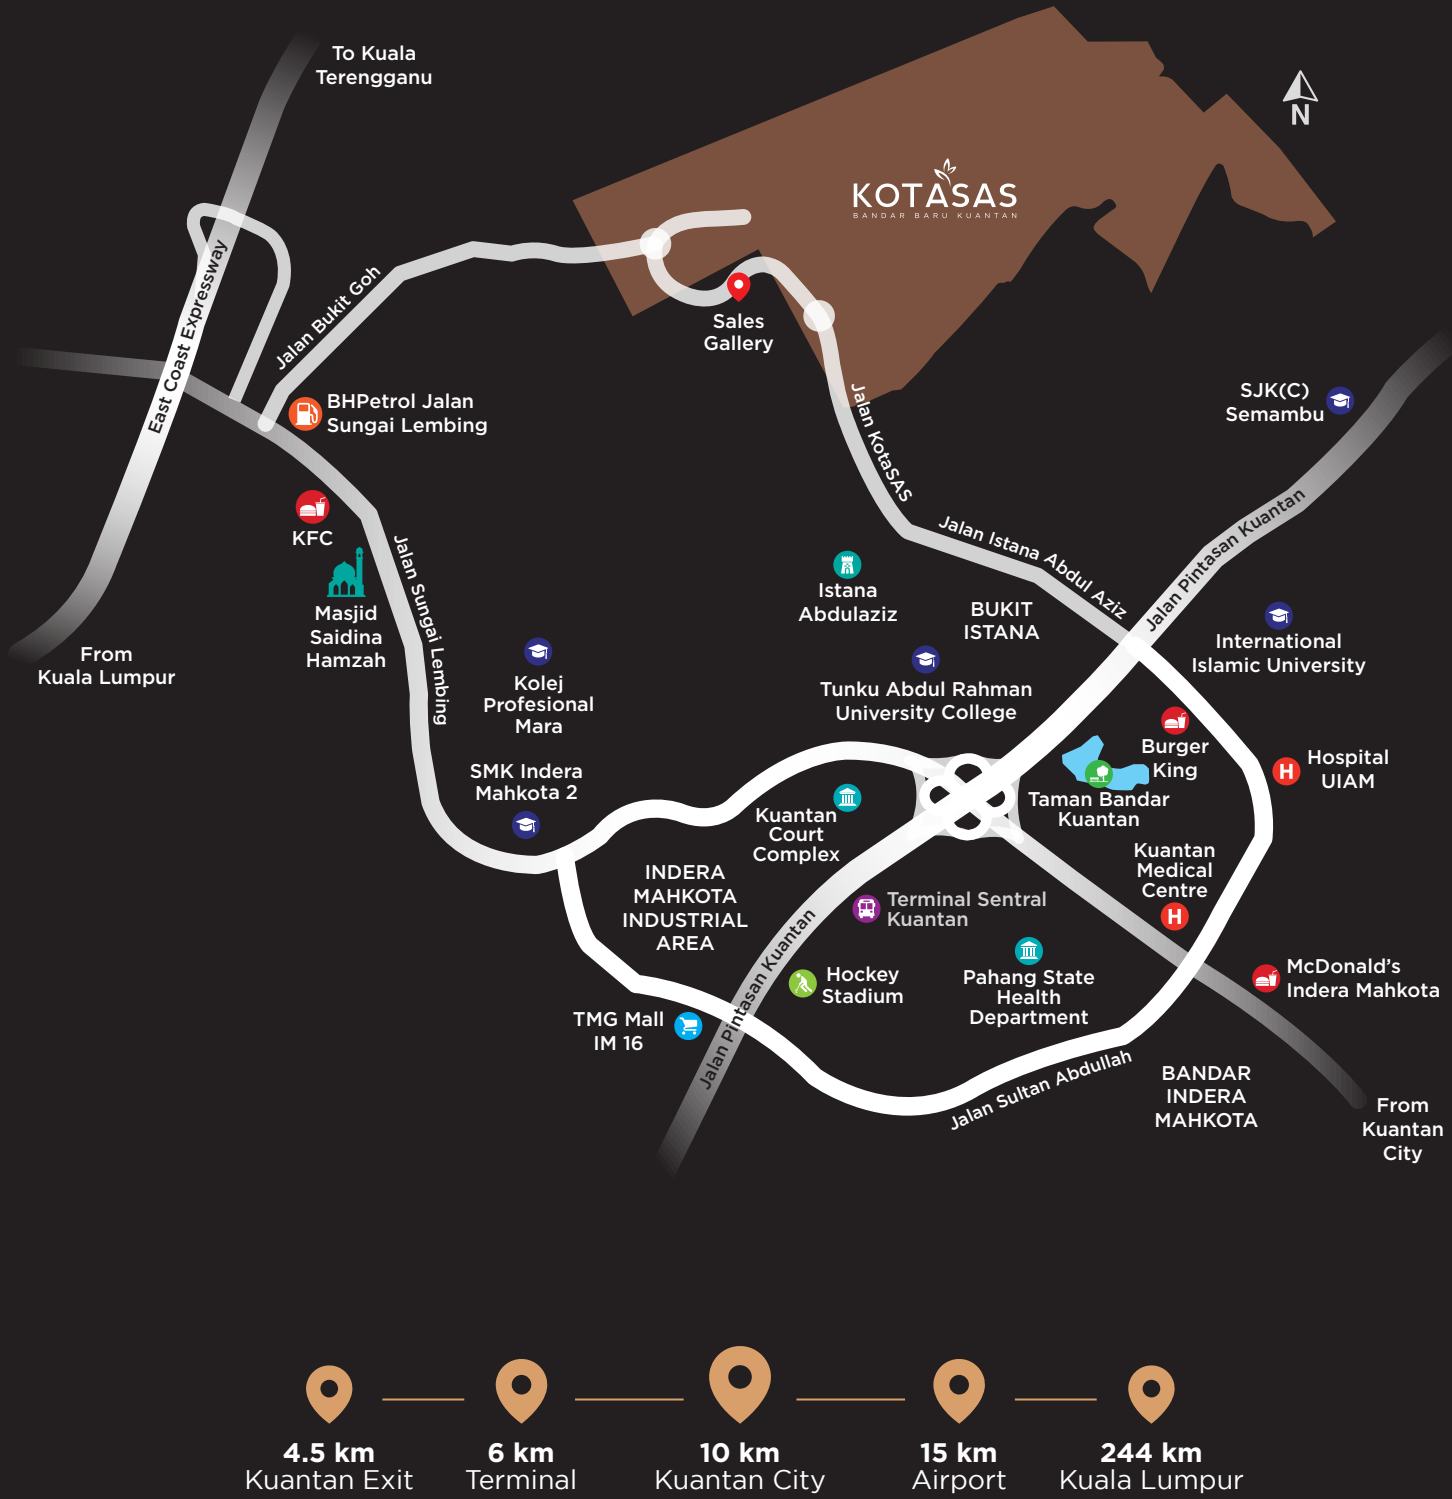 To Kuala
Terengganu
N
KOTASAS
BANDAR BARU KUANTAN
East Coast Expressway
Jalan Bukit Goh
Sales
Gallery
BHPetrol Jalan
Sungai Lembing
Jalan KotaSAS
SJK(C)
Semambu
KFC
Jalan Sungai Lembing
Jalan Istana Abdul Aziz
Jalan Pintasan Kuantan
Masjid
Saidina
Hamzah
Istana
Abdulaziz
BUKIT
ISTANA
From
Kuala Lumpur
International
Islamic University
Kolej
Profesional
Mara
Tunku Abdul Rahman
University College
SMK Indera
Mahkota 2
Burger
King
H
Hospital
UIAM
Taman Bandar
Kuantan
Kuantan
Court
Complex
Kuantan
Medical
Centre
H
INDERA
MAHKOTA
INDUSTRIAL
AREA
Terminal Sentral
Kuantan
Jalan Pintasan Kuantan
Hockey
Stadium
Pahang State
Health
Department
McDonald's
Indera Mahkota
TMG Mall
IM 16
Jalan Sultan Abdullah
BANDAR
INDERA
MAHKOTA
From
Kuantan
City
4.5 km
Kuantan Exit
6 km
Terminal
10 km
Kuantan City
15 km
Airport
244 km
Kuala Lumpur